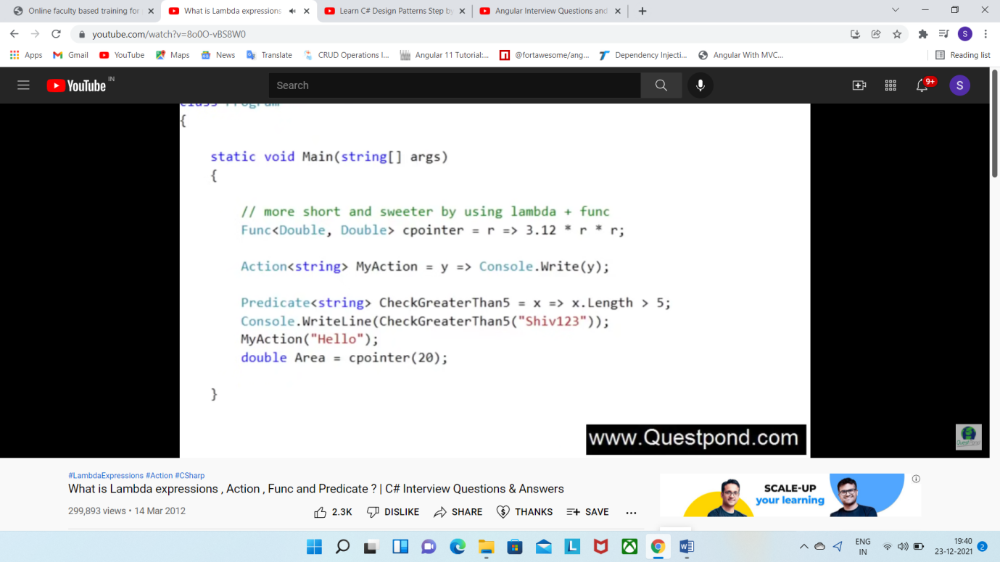 Online faculty based training for
What is Lambda expressions
Learn C# Design Patterns Step by
Angular Interview Questions and
youtube.com/watch?v=8o0O-vBS8W0
S
Apps
Gmail
YouTube
Maps
News
Translate
CRUD Operations I...
Angular 11 Tutorial:...
@fortawesome/ang...
Dependency Injecti...
Angular With MVC...
Reading list
YouTube IN
Search
9+
S
class Program
{
static void Main(string[] args)
{
// more short and sweeter by using lambda + func
Func<Double, Double> cpointer = r => 3.12 * r * r;
Action<string> MyAction = y => Console.Write(y);
Predicate<string> CheckGreaterThan5 = x => x.Length > 5;
Console.WriteLine(CheckGreaterThan5("Shiv123"));
MyAction("Hello");
double Area = cpointer(20);
}
www.Questpond.com
#LambdaExpressions #Action #CSharp
What is Lambda expressions , Action , Func and Predicate ? | C# Interview Questions & Answers
299,893 views • 14 Mar 2012
2.3K
DISLIKE
SHARE
THANKS
SAVE
SCALE-UP
your learning
ENG
IN
19:40
23-12-2021
2